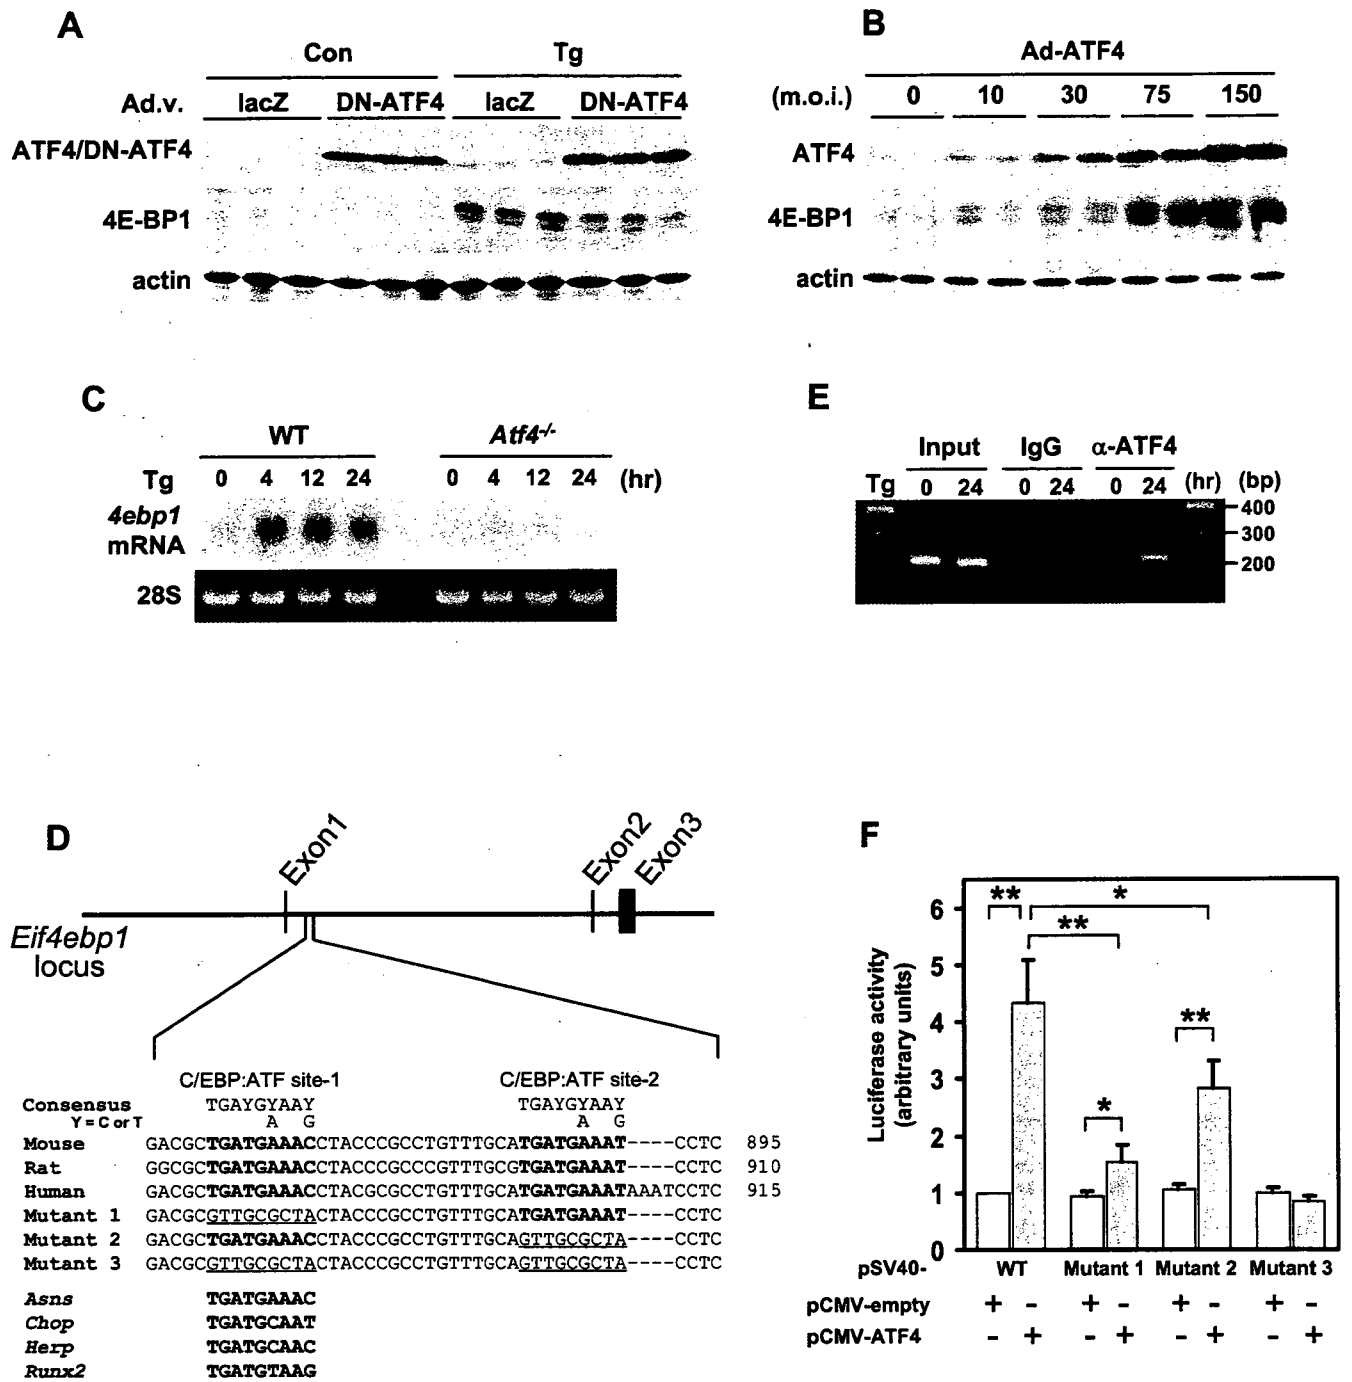 A
Con Tg
Ad.v. lacZ DN-ATF4 lacZ DN-ATF4
ATF4/DN-ATF4
4E-BP1
actin
B
Ad-ATF4
(m.o.i.) 0 10 30 75 150
ATF4
4E-BP1
actin
C
WT Atf4-/-
Tg 0 4 12 24 0 4 12 24 (hr)
4ebp1
mRNA
28S
E
Input IgG α-ATF4
Tg 0 24 0 24 0 24 (hr) (bp)
400
300
200
D
Exon1 Exon2 Exon3
Eif4ebp1
locus
C/EBP:ATF site-1 C/EBP:ATF site-2
Consensus TGAYGYAAY TGAYGYAAY
Y = C or T A G A G
Mouse GACGCTGATGAAACCTACCCGCCTGTTTGCATGATGAAAT----CCTC 895
Rat GGCGCTGATGAAACCTACCCCCCGTTTGCGTGATGAAAT----CCTC 910
Human GACGCTGATGAAACCTACGCGCCTGTTTGCATGATGAAATAAATCCTC 915
Mutant 1 GACGCGTTGCGCTACTACCCGCCTGTTTGCATGATGAAAT----CCTC
Mutant 2 GACGCTGATGAAACCTACCCGCCTGTTTGCAGTTGCGCTA----CCTC
Mutant 3 GACGCGTTGCGCTACTACCCGCCTGTTTGCAGTTGCGCTA----CCTC
Asns TGATGAAAC
Chop TGATGCAAT
Herp TGATGCAAC
Runx2 TGATGTAAG
F
Luciferase activity
(arbitrary units)
6
5
4
3
2
1
0
** *
**
**
*
pSV40- WT Mutant 1 Mutant 2 Mutant 3
pCMV-empty + - + - + - + -
pCMV-ATF4 - + - + - + - +